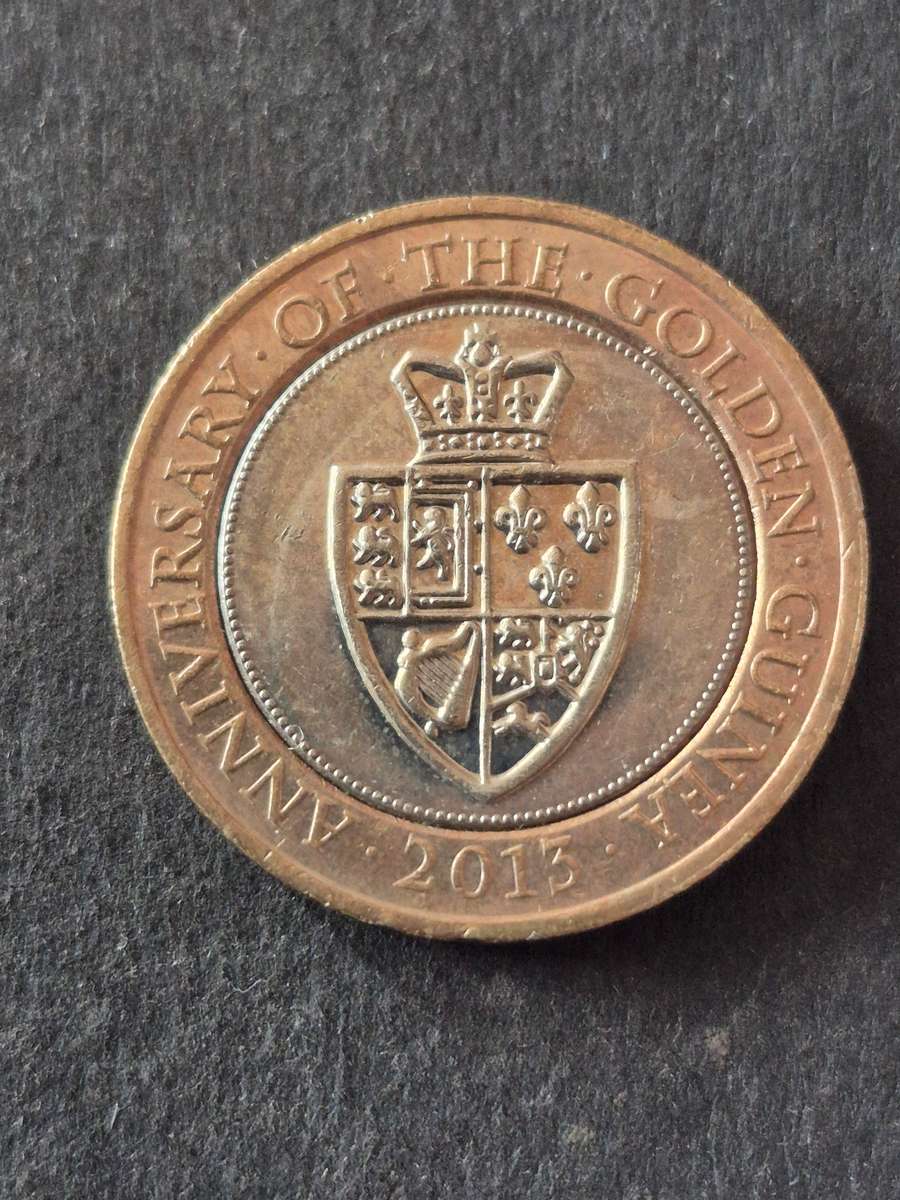 ANNIVERSARY · OF · THE · GOLDEN · GUINEA
· 2013 ·